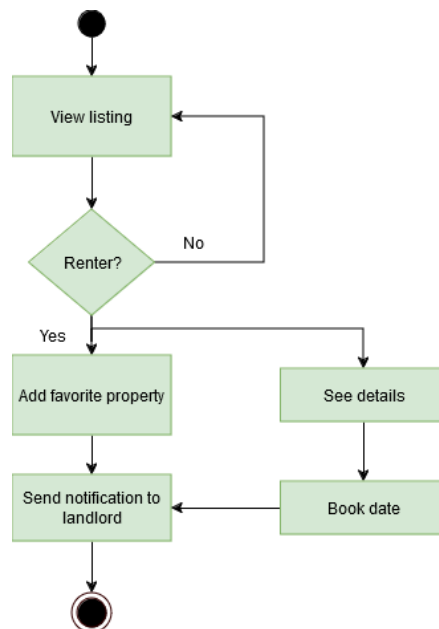 View listing
No
Renter?
Yes
Add favorite property
See details
Send notification to
landlord
Book date